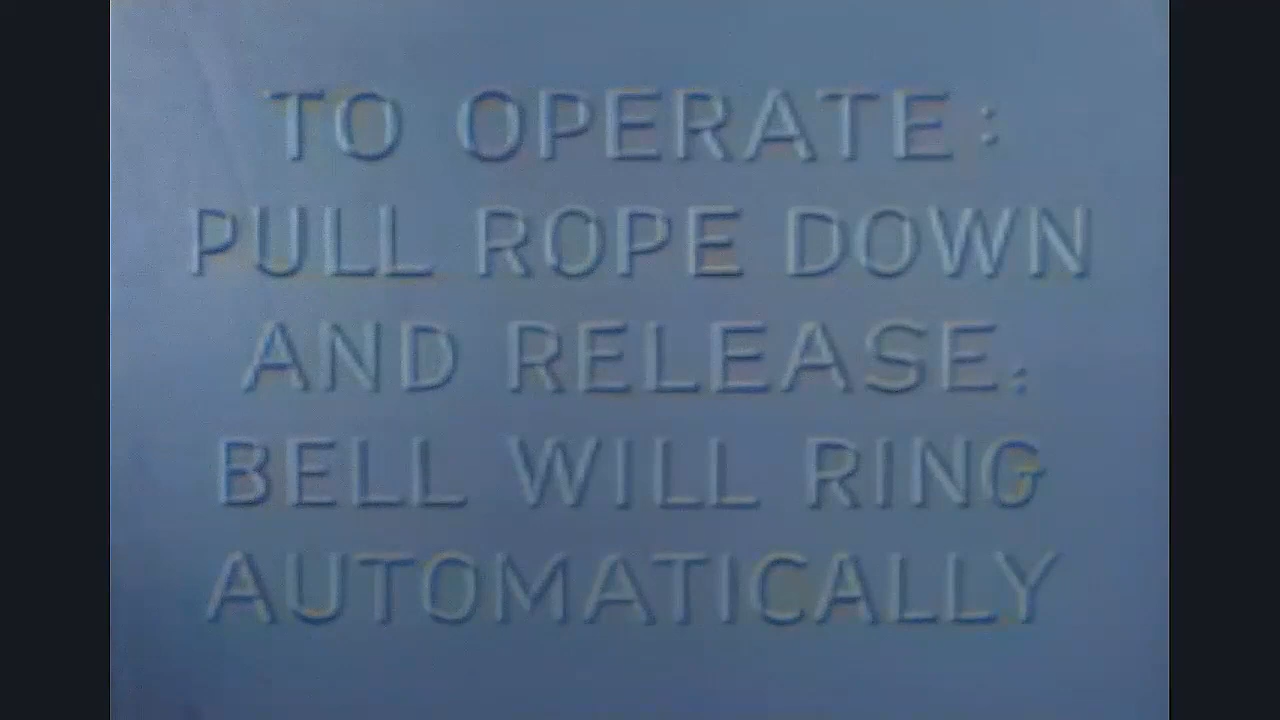 TO OPERATE:
PULL ROPE DOWN
AND RELEASE:
BELL WILL RING
AUTOMATICALLY